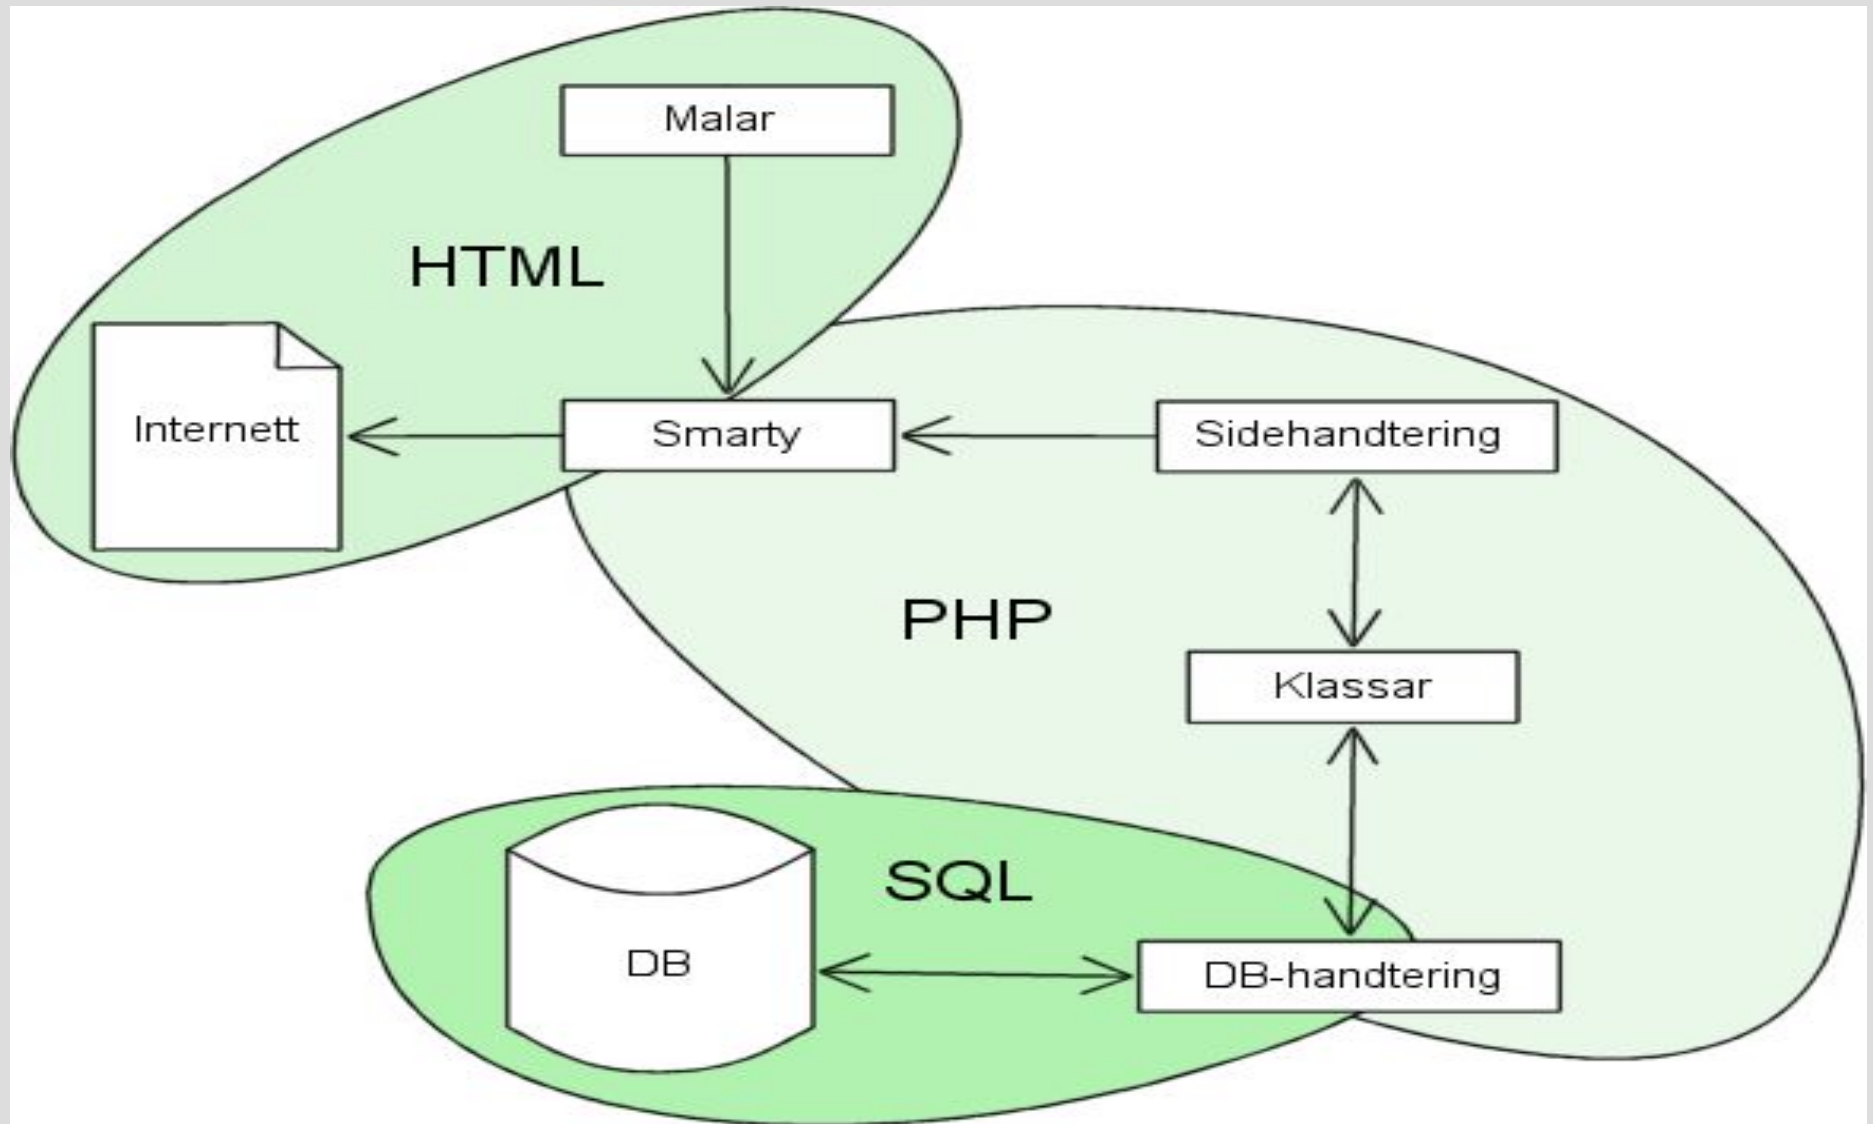 Malar
HTML
Internett
Smarty
Sidehandtering
PHP
Klassar
SQL
DB
DB-handtering